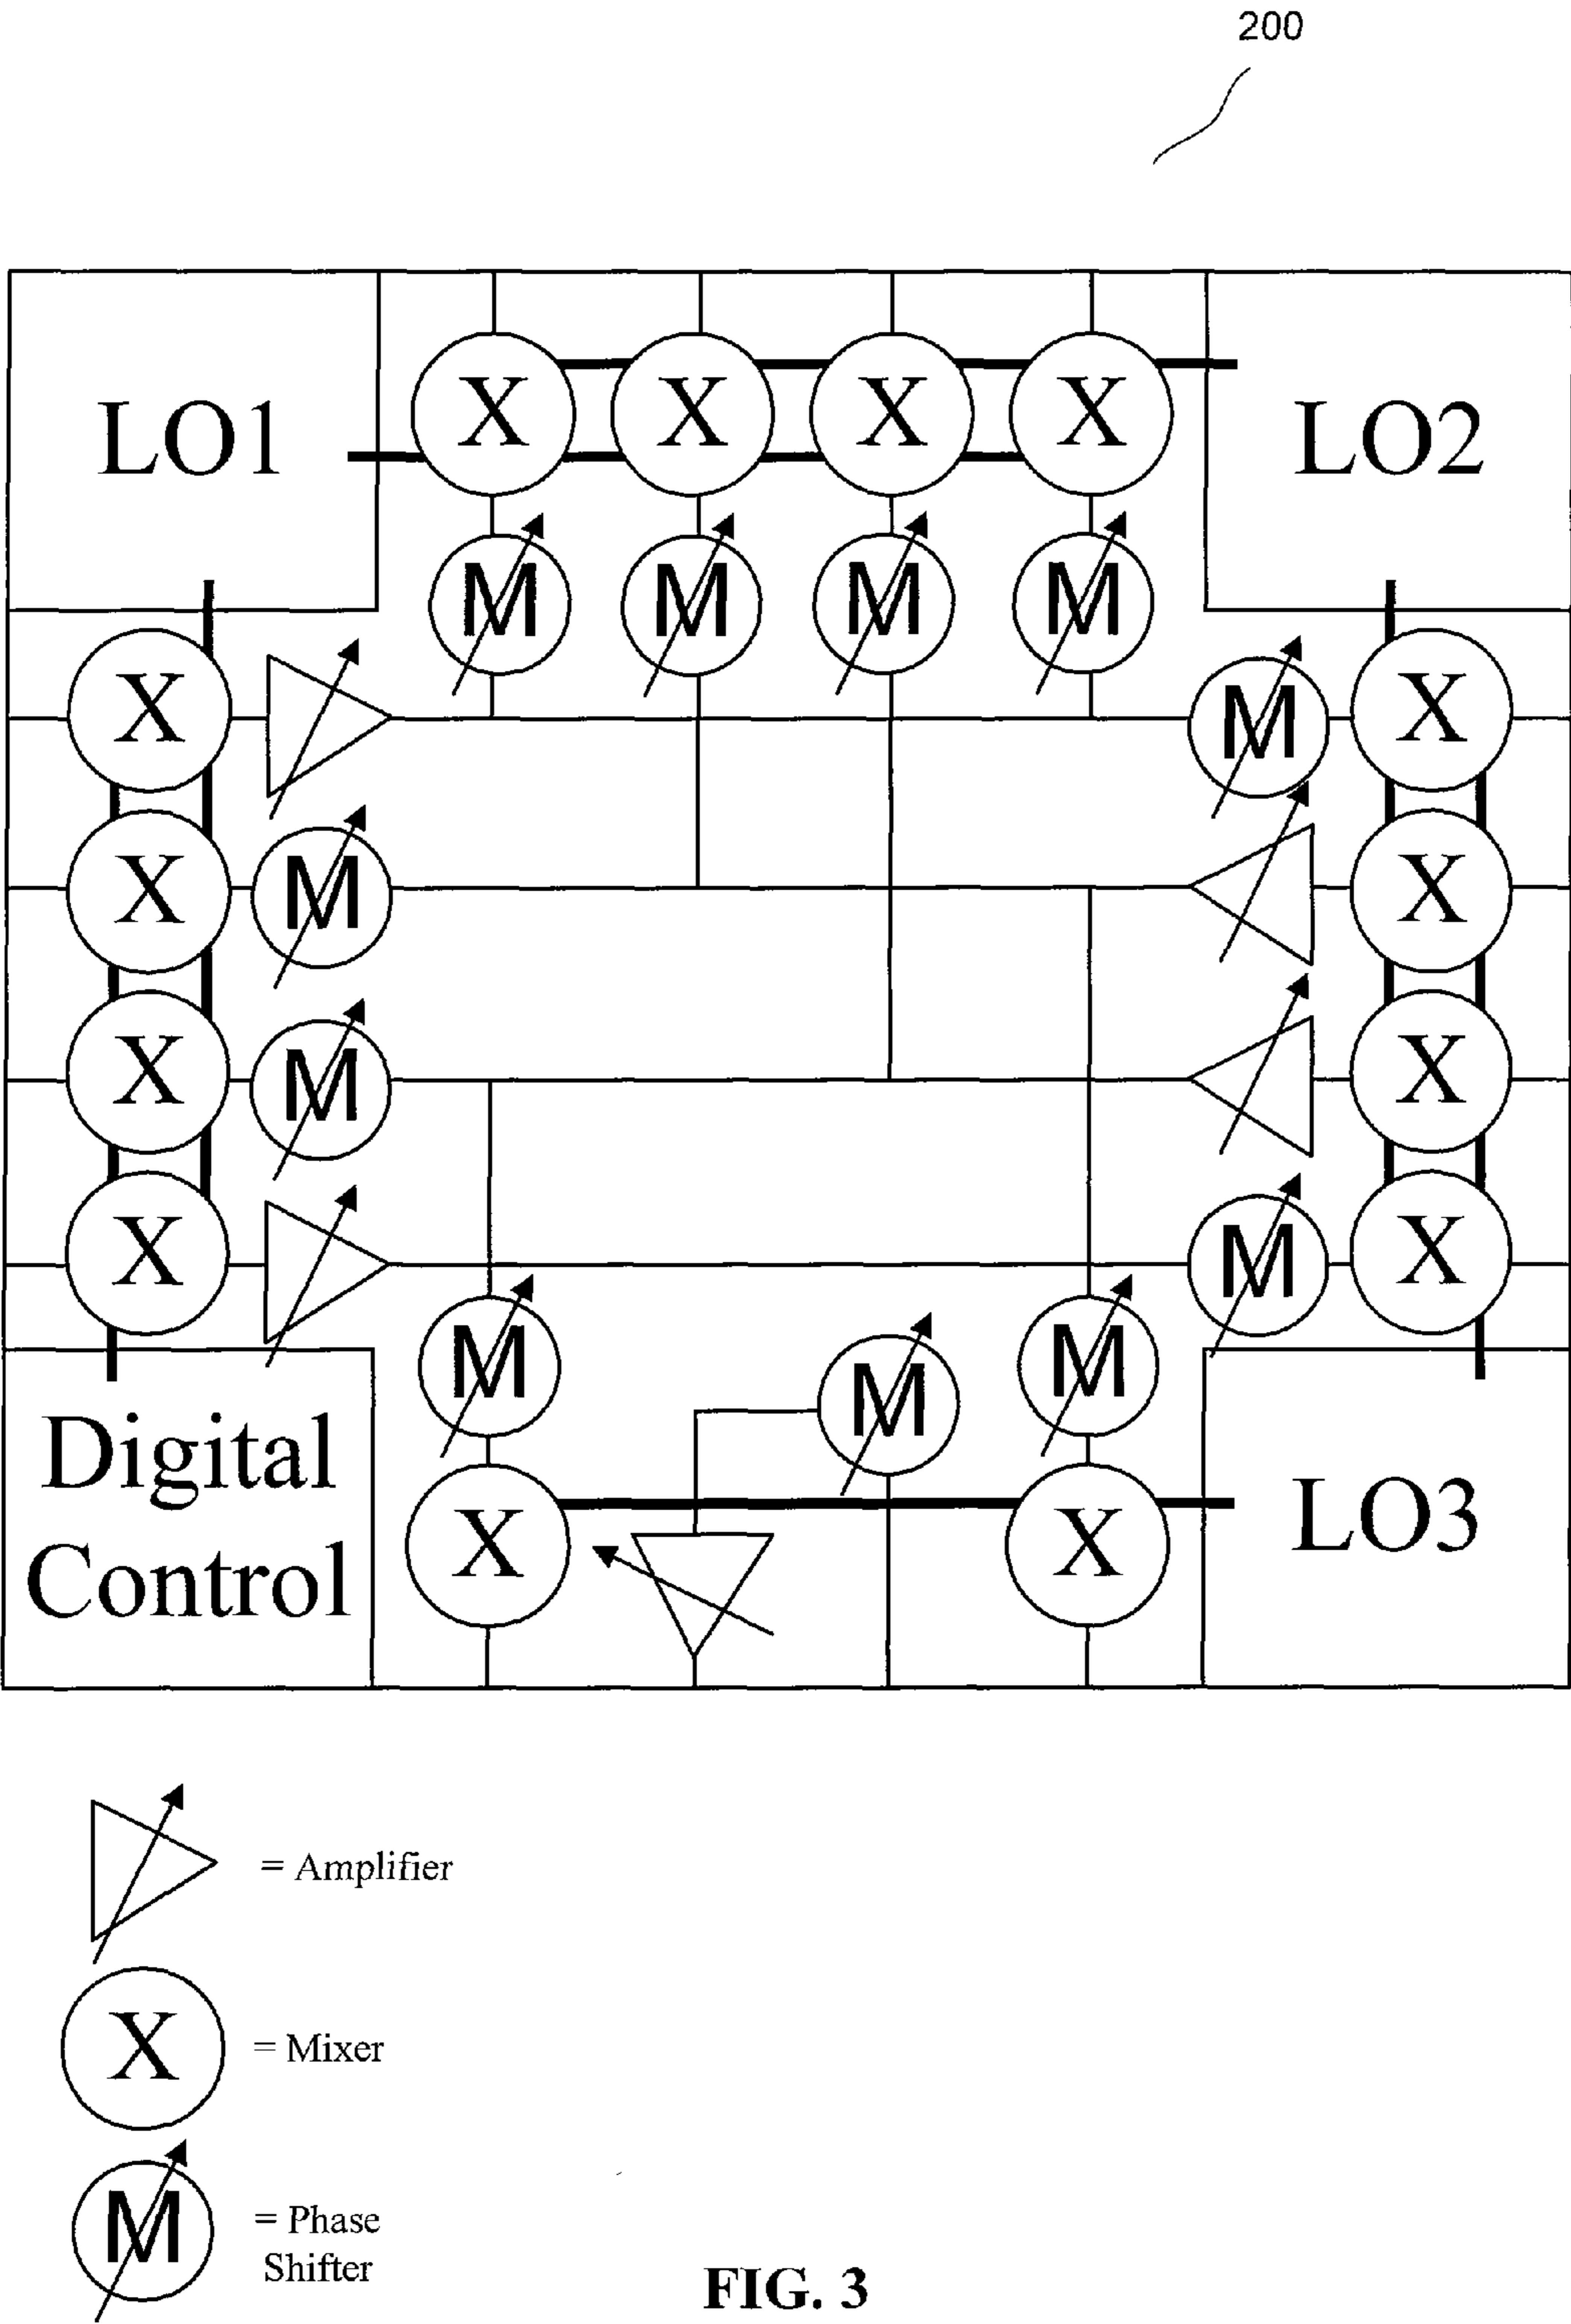 200
X X X X
LO1 LO2
M M M M
X M X
X M X
X M X
X M X
M M M
Digital
Control
X X LO3
= Amplifier
X = Mixer
M = Phase
Shifter
FIG. 3